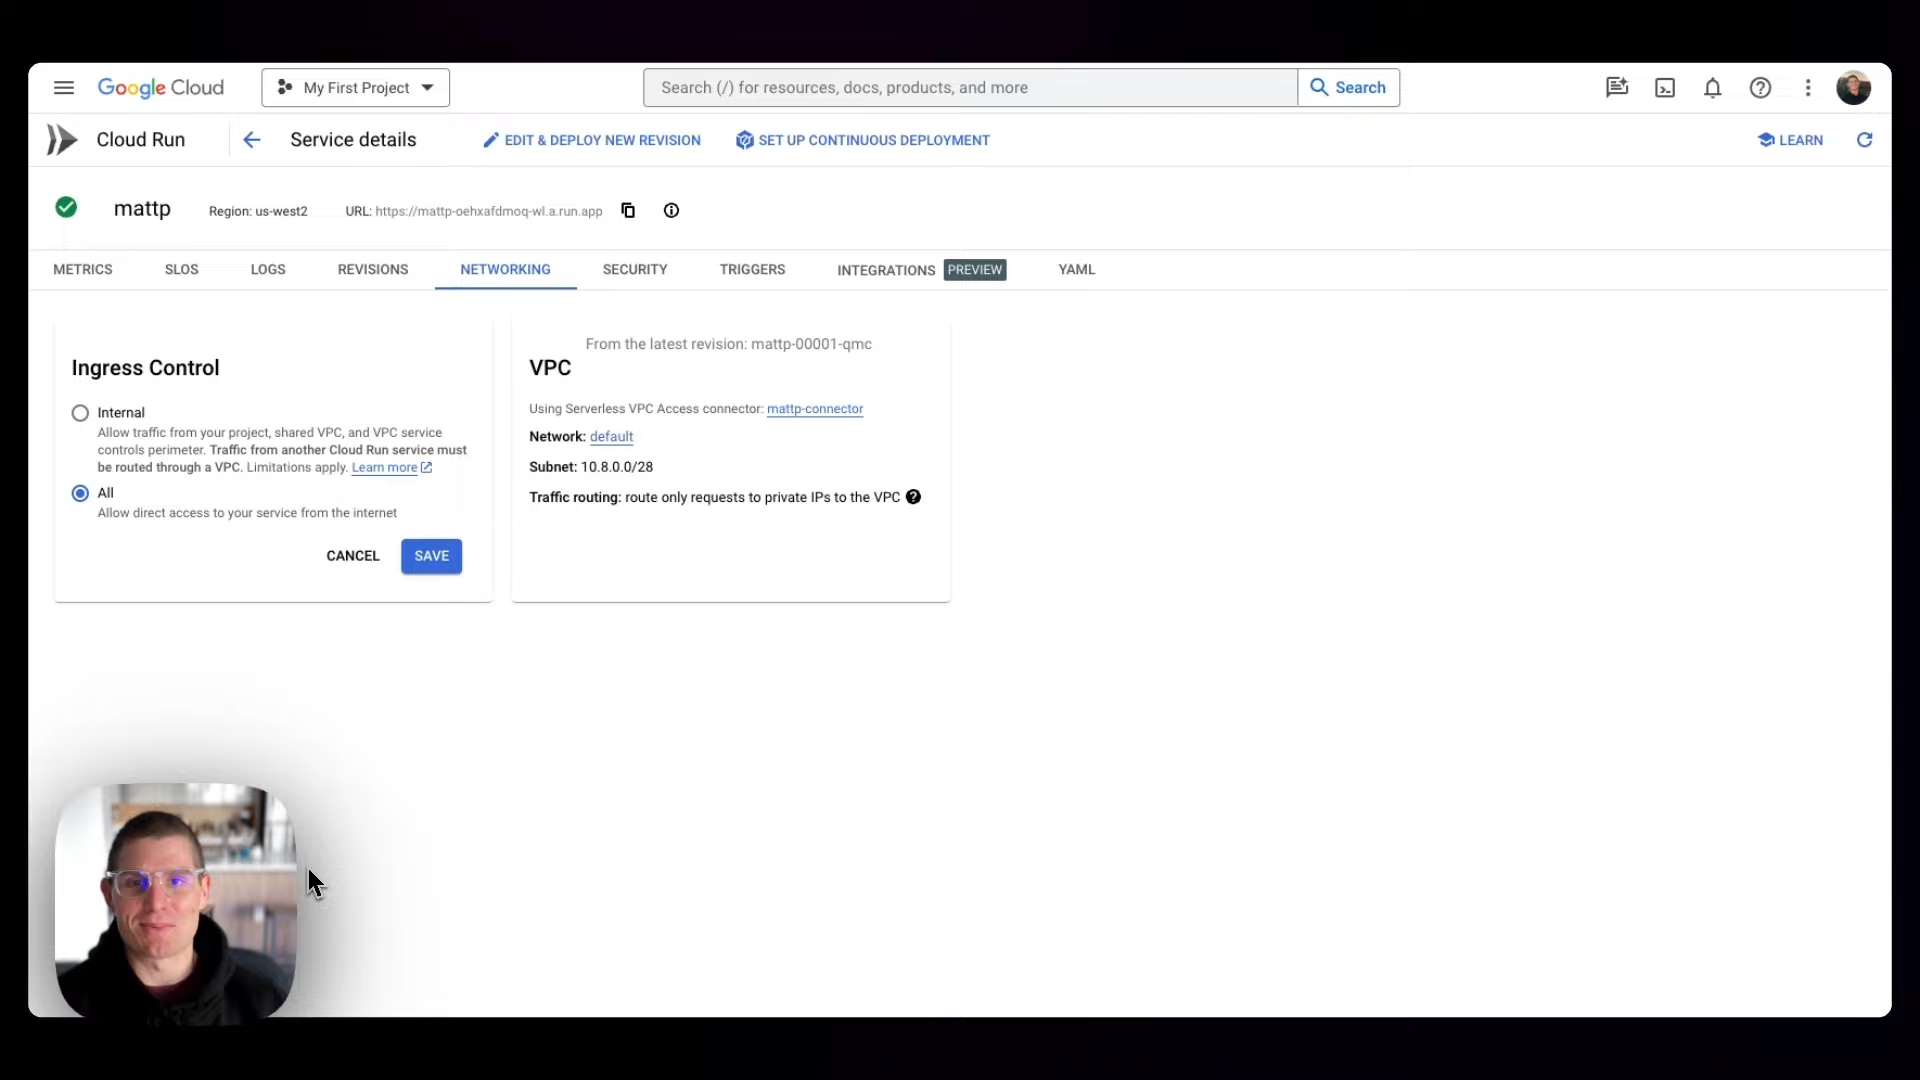 Google Cloud
My First Project
Search (/) for resources, docs, products, and more
Search
Cloud Run
Service details
EDIT & DEPLOY NEW REVISION
SET UP CONTINUOUS DEPLOYMENT
LEARN
mattp
Region: us-west2
URL: https://mattp-oehxafdmoq-wl.a.run.app
METRICS
SLOS
LOGS
REVISIONS
NETWORKING
SECURITY
TRIGGERS
INTEGRATIONS PREVIEW
YAML
Ingress Control
Internal
Allow traffic from your project, shared VPC, and VPC service
controls perimeter. Traffic from another Cloud Run service must
be routed through a VPC. Limitations apply. Learn more
All
Allow direct access to your service from the internet
CANCEL
SAVE
From the latest revision: mattp-00001-qmc
VPC
Using Serverless VPC Access connector: mattp-connector
Network: default
Subnet: 10.8.0.0/28
Traffic routing: route only requests to private IPs to the VPC